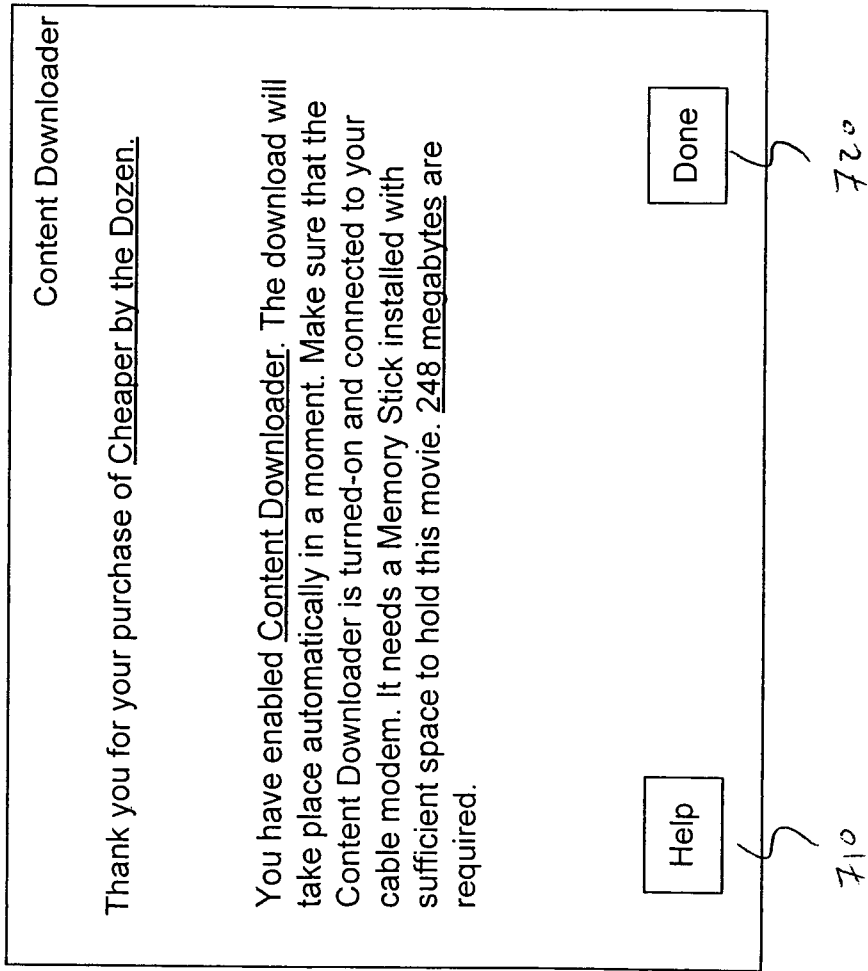 Content Downloader
Thank you for your purchase of Cheaper by the Dozen.
You have enabled Content Downloader. The download will
take place automatically in a moment. Make sure that the
Content Downloader is turned-on and connected to your
cable modem. It needs a Memory Stick installed with
sufficient space to hold this movie. 248 megabytes are
required.
Help
Done
710
720